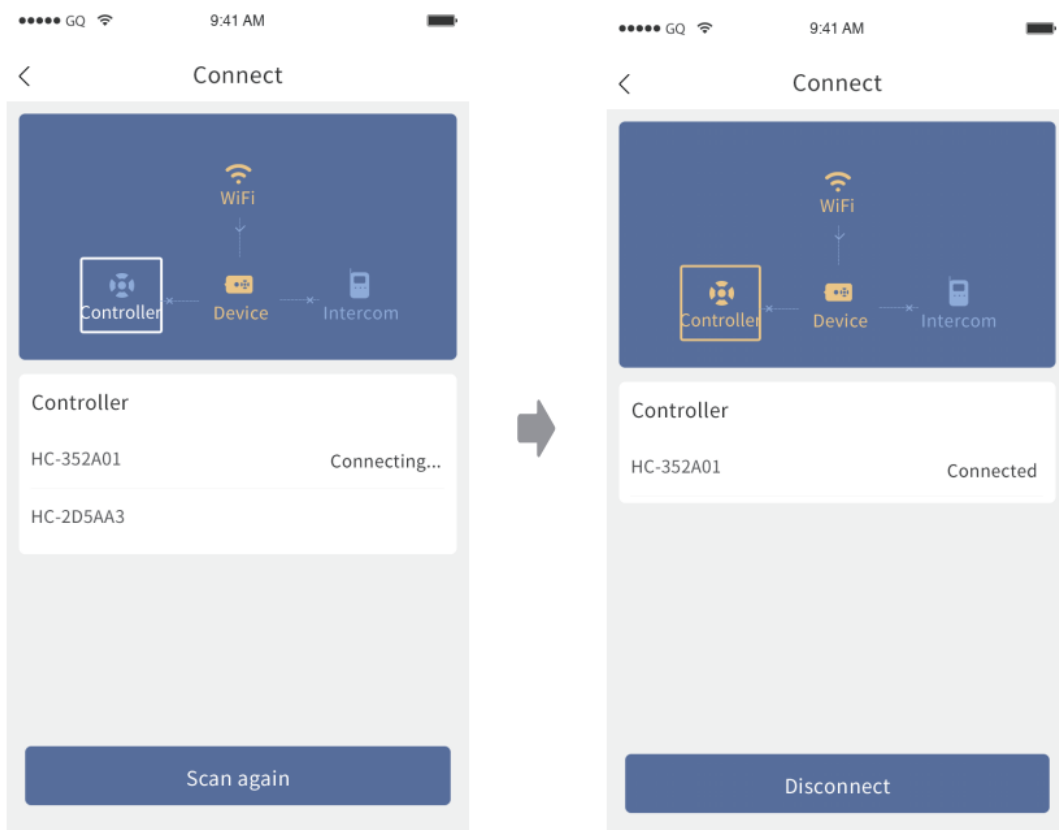 GQ 9:41 AM
Connect
WiFi
Controller Device Intercom
Controller
HC-352A01 Connecting...
HC-2D5AA3
Scan again
GQ 9:41 AM
Connect
WiFi
Controller Device Intercom
Controller
HC-352A01 Connected
Disconnect